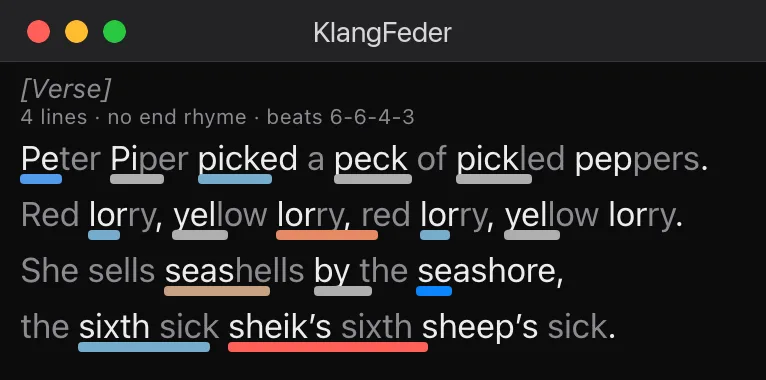 KlangFeder
[Verse]
4 lines · no end rhyme · beats 6-6-4-3
Peter Piper picked a peck of pickled peppers.
Red lorry, yellow lorry, red lorry, yellow lorry.
She sells seashells by the seashore,
the sixth sick sheik’s sixth sheep’s sick.